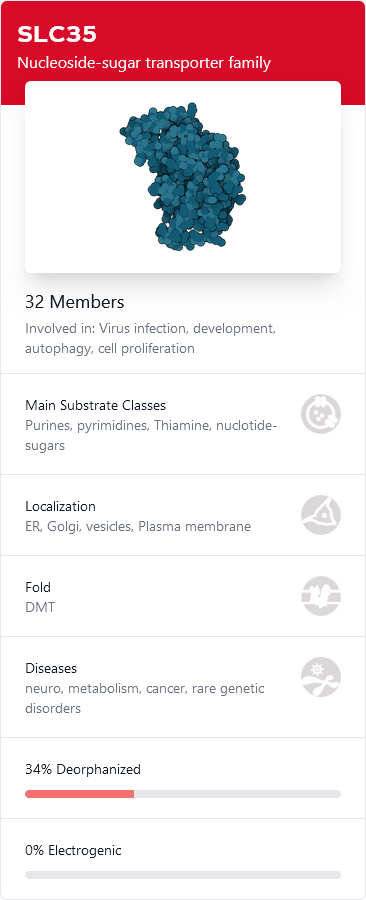 SLC35
Nucleoside-sugar transporter family
32 Members
Involved in: Virus infection, development,
autophagy, cell proliferation
Main Substrate Classes
Purines, pyrimidines, Thiamine, nuclotide-
sugars
Localization
ER, Golgi, vesicles, Plasma membrane
Fold
DMT
Diseases
neuro, metabolism, cancer, rare genetic
disorders
34% Deorphanized
0% Electrogenic